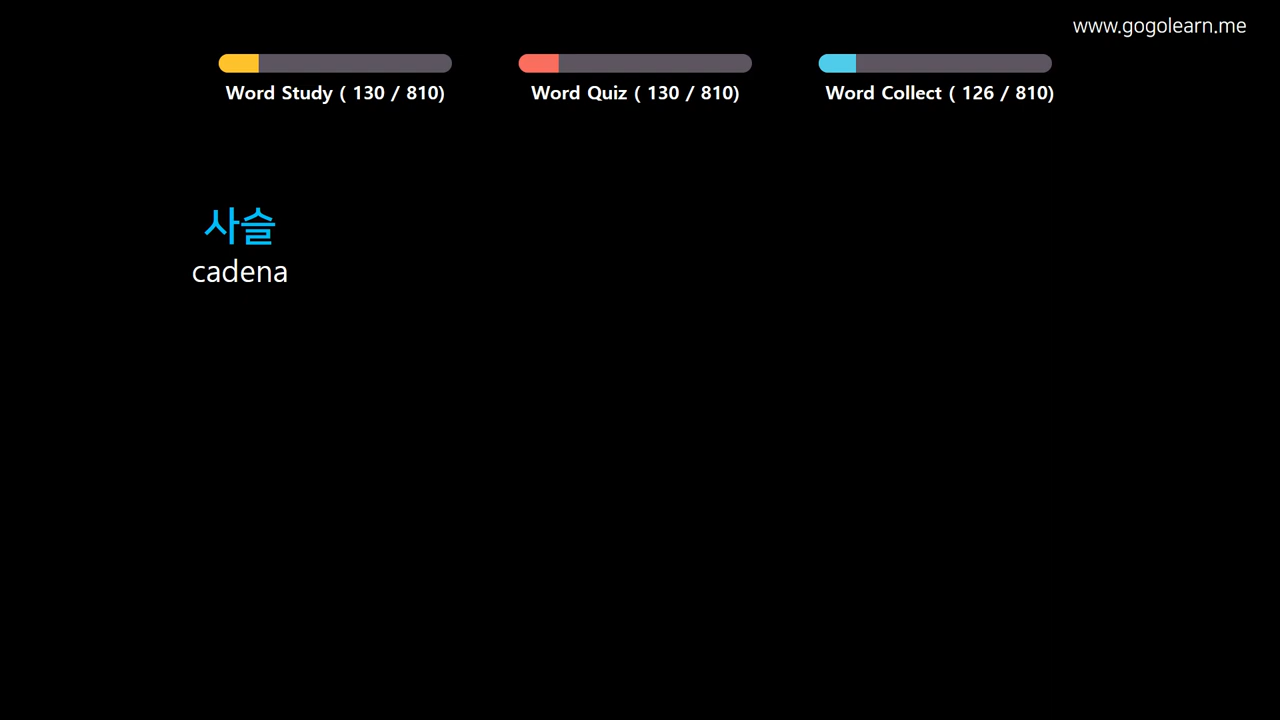 www.gogolearn.me
Word Study ( 130 / 810)
Word Quiz ( 130 / 810)
Word Collect ( 126 / 810)
사슬
cadena